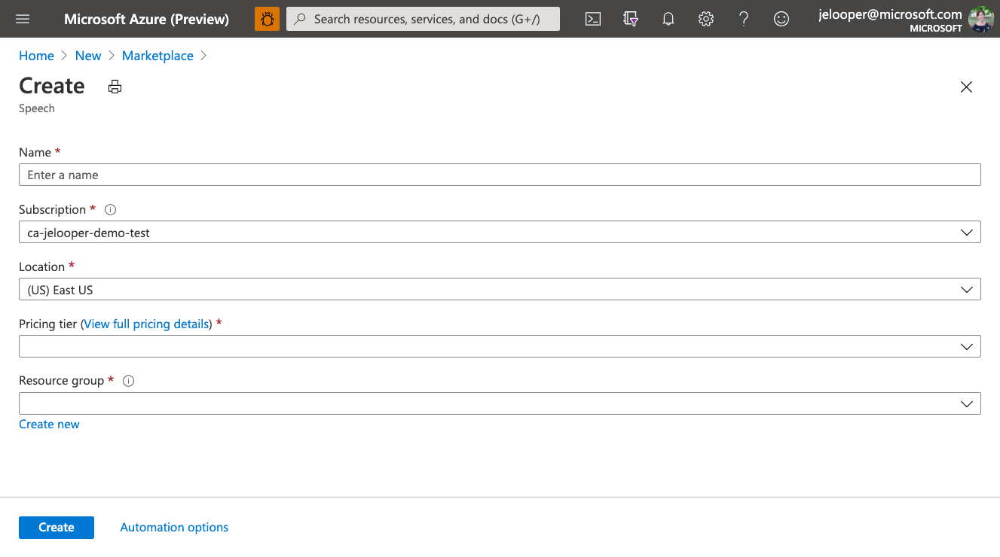 Microsoft Azure (Preview)
Search resources, services, and docs (G+/)
jelooper@microsoft.com
MICROSOFT
Home > New > Marketplace >
Create
Speech
Name *
Enter a name
Subscription *
ca-jelooper-demo-test
Location *
(US) East US
Pricing tier (View full pricing details) *
Resource group *
Create new
Create
Automation options